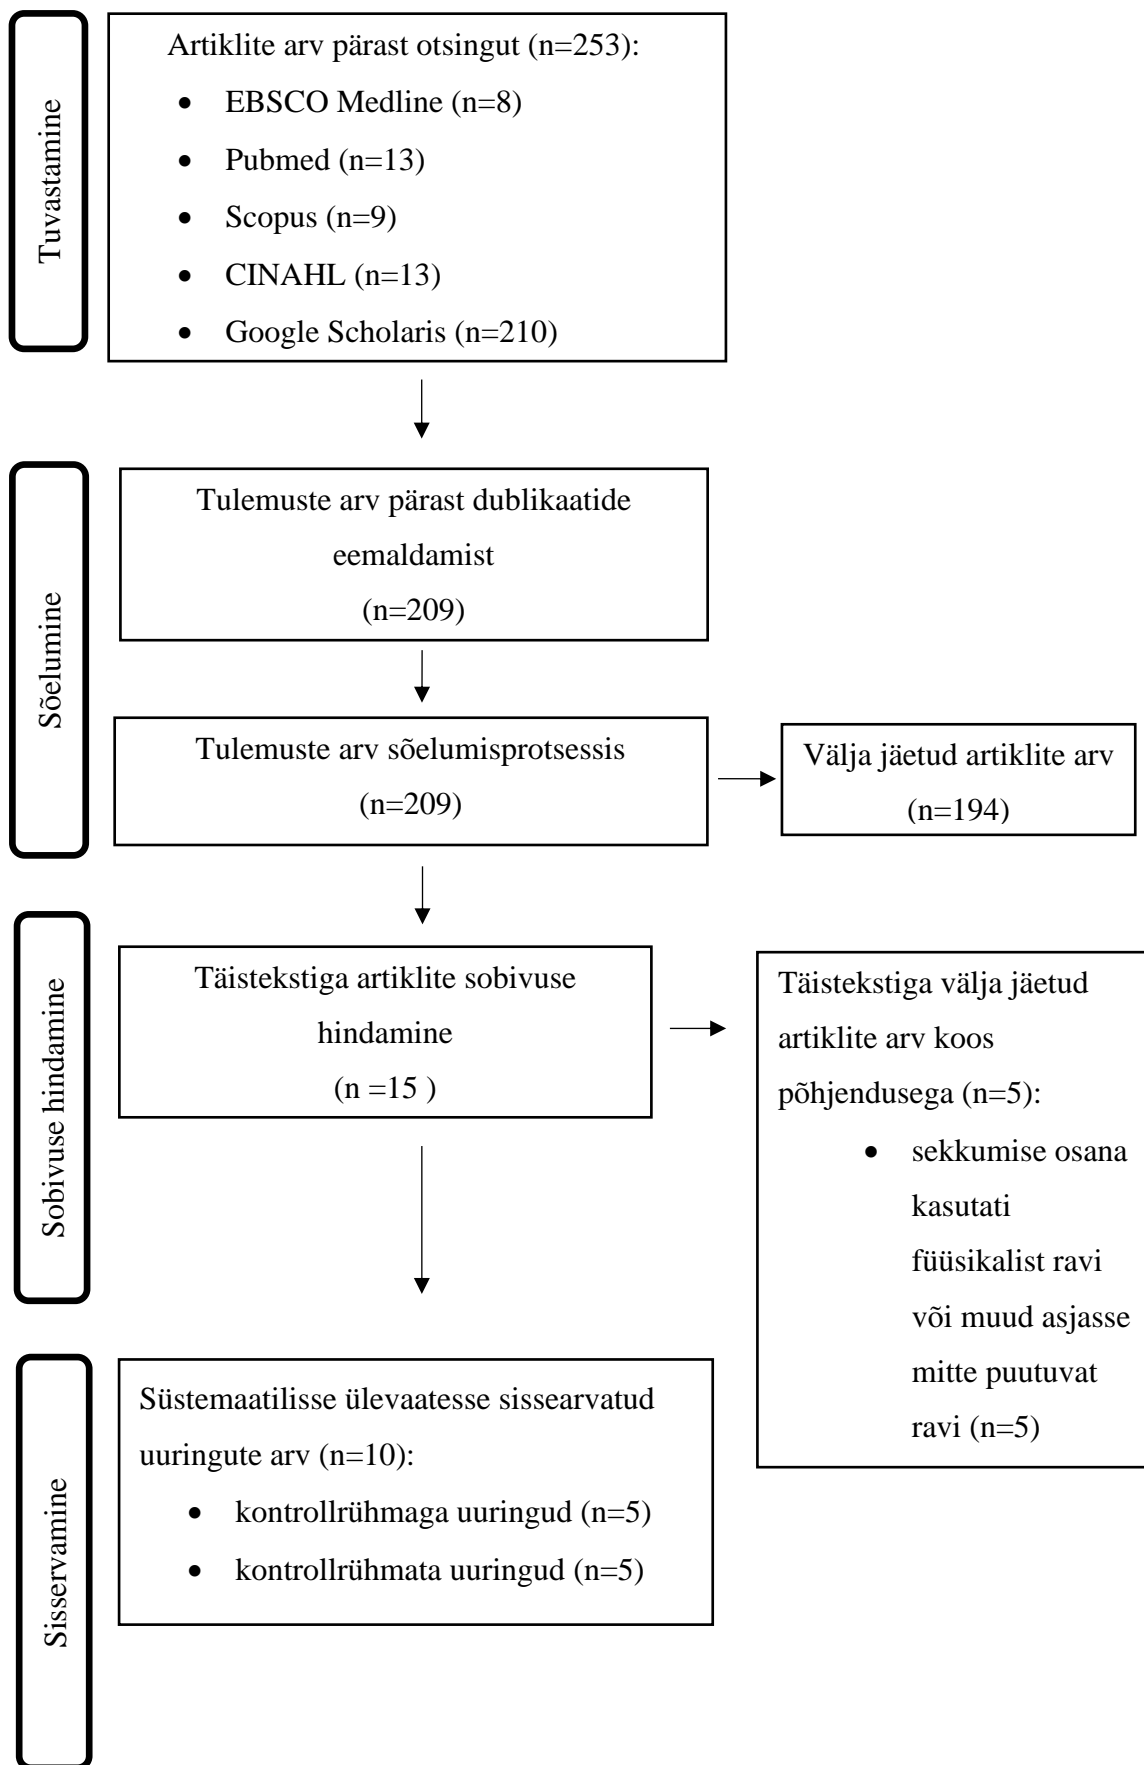 Tuvastamine
Artiklite arv pärast otsingut (n=253):
• EBSCO Medline (n=8)
• Pubmed (n=13)
• Scopus (n=9)
• CINAHL (n=13)
• Google Scholaris (n=210)
Sõelumine
Tulemuste arv pärast dublikaatide
eemaldamist
(n=209)
Tulemuste arv sõelumisprotsessis
(n=209)
Välja jäetud artiklite arv
(n=194)
Sobivuse hindamine
Täistekstiga artiklite sobivuse
hindamine
(n =15 )
Täistekstiga välja jäetud
artiklite arv koos
põhjendusega (n=5):
• sekkumise osana
kasutati
füüsikalist ravi
või muud asjasse
mitte puutuvat
ravi (n=5)
Sisservamine
Süstemaatilisse ülevaatesse sissearvatud
uuringute arv (n=10):
• kontrollrühmaga uuringud (n=5)
• kontrollrühmata uuringud (n=5)